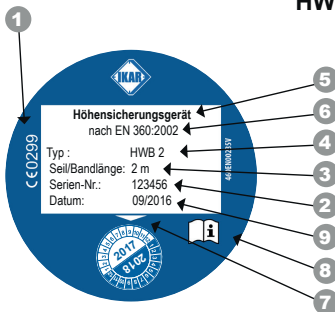 HW
1
IKAR
5
Höhensicherungsgerät
6
nach EN 360:2002
CE0299
Typ : HWB 2
4
Seil/Bandlänge: 2 m
3
Serien-Nr.: 123456
2
Datum: 09/2016
9
i
8
2017
2018
7